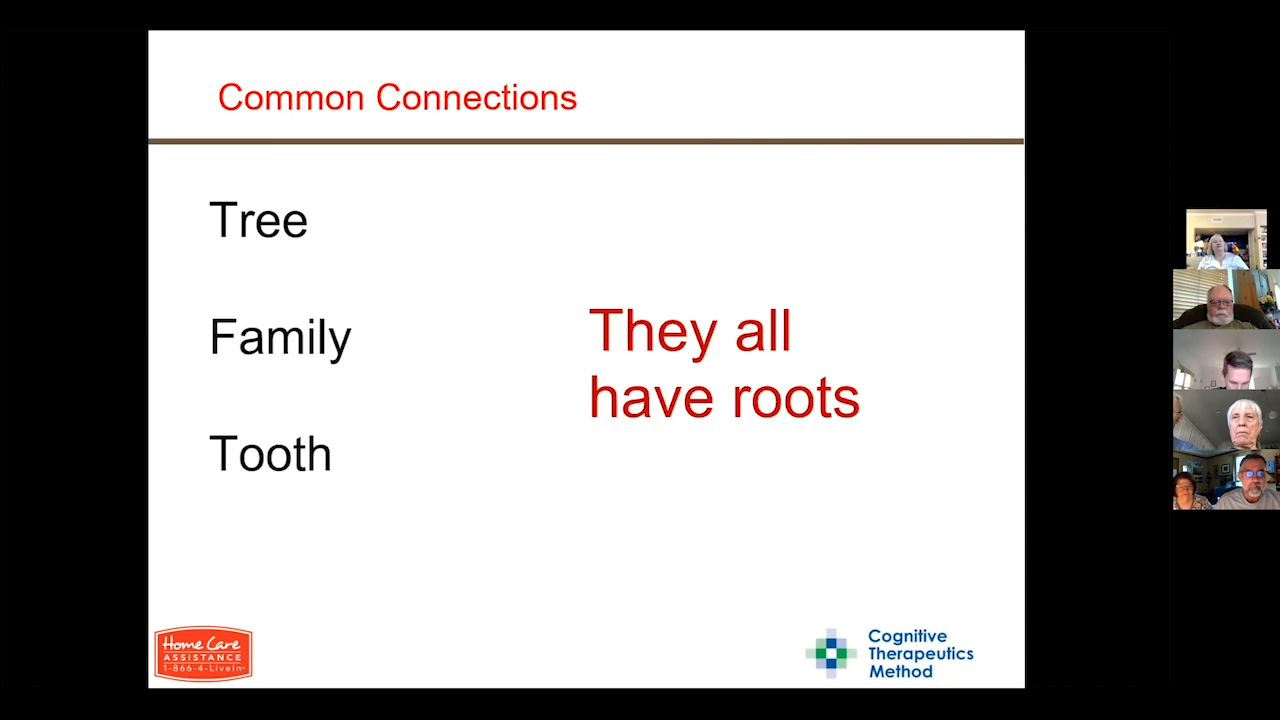 Common Connections
Tree
Family
They all
have roots
Tooth
Home Care
ASSISTANCE
1-866-4-LiveIn
Cognitive
Therapeutics
Method